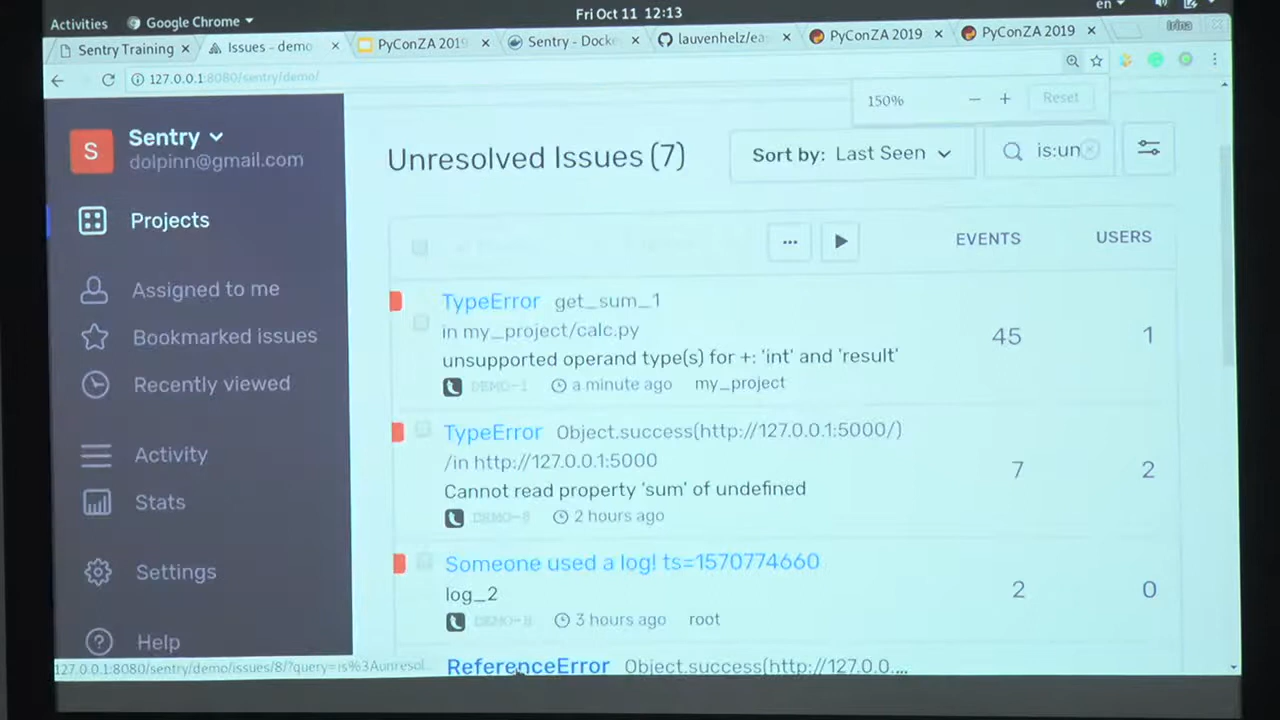 Activities
Google Chrome
Fri Oct 11 12:13
en
Sentry Training
Issues - demo
PyConZA 2019
Sentry - Docke
lauvenhelz/ea
PyConZA 2019
PyConZA 2019
Irina
127.0.0.1:8080/sentry/demo/
150% − + Reset
S
Sentry
dolpinn@gmail.com
Projects
Assigned to me
Bookmarked issues
Recently viewed
Activity
Stats
Settings
Help
Unresolved Issues (7)
Sort by: Last Seen
is:un
EVENTS USERS
TypeError get_sum_1
in my_project/calc.py
unsupported operand type(s) for +: 'int' and 'result'
DEMO-1 a minute ago my_project
45 1
TypeError Object.success(http://127.0.0.1:5000/)
/in http://127.0.0.1:5000
Cannot read property 'sum' of undefined
2 hours ago
7 2
Someone used a log! ts=1570774660
log_2
3 hours ago root
2 0
ReferenceError Object.success(http://127.0.0....
127.0.0.1:8080/sentry/demo/issues/8/?query=is%3Aunresol...